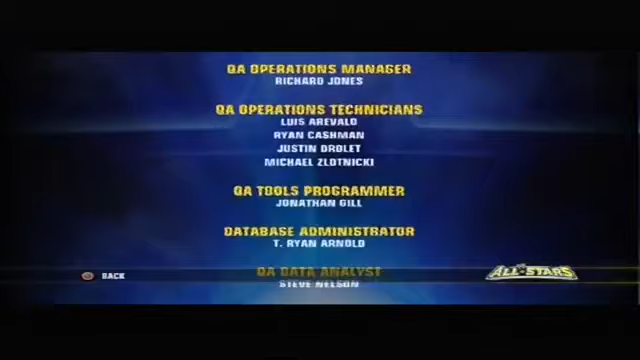 QA OPERATIONS MANAGER
RICHARD JONES
QA OPERATIONS TECHNICIANS
LUIS AREVALO
RYAN CASHMAN
JUSTIN DROLET
MICHAEL ZLOTNICKI
QA TOOLS PROGRAMMER
JONATHAN GILL
DATABASE ADMINISTRATOR
T. RYAN ARNOLD
QA DATA ANALYST
STEVE NELSON
BACK
ALL STARS